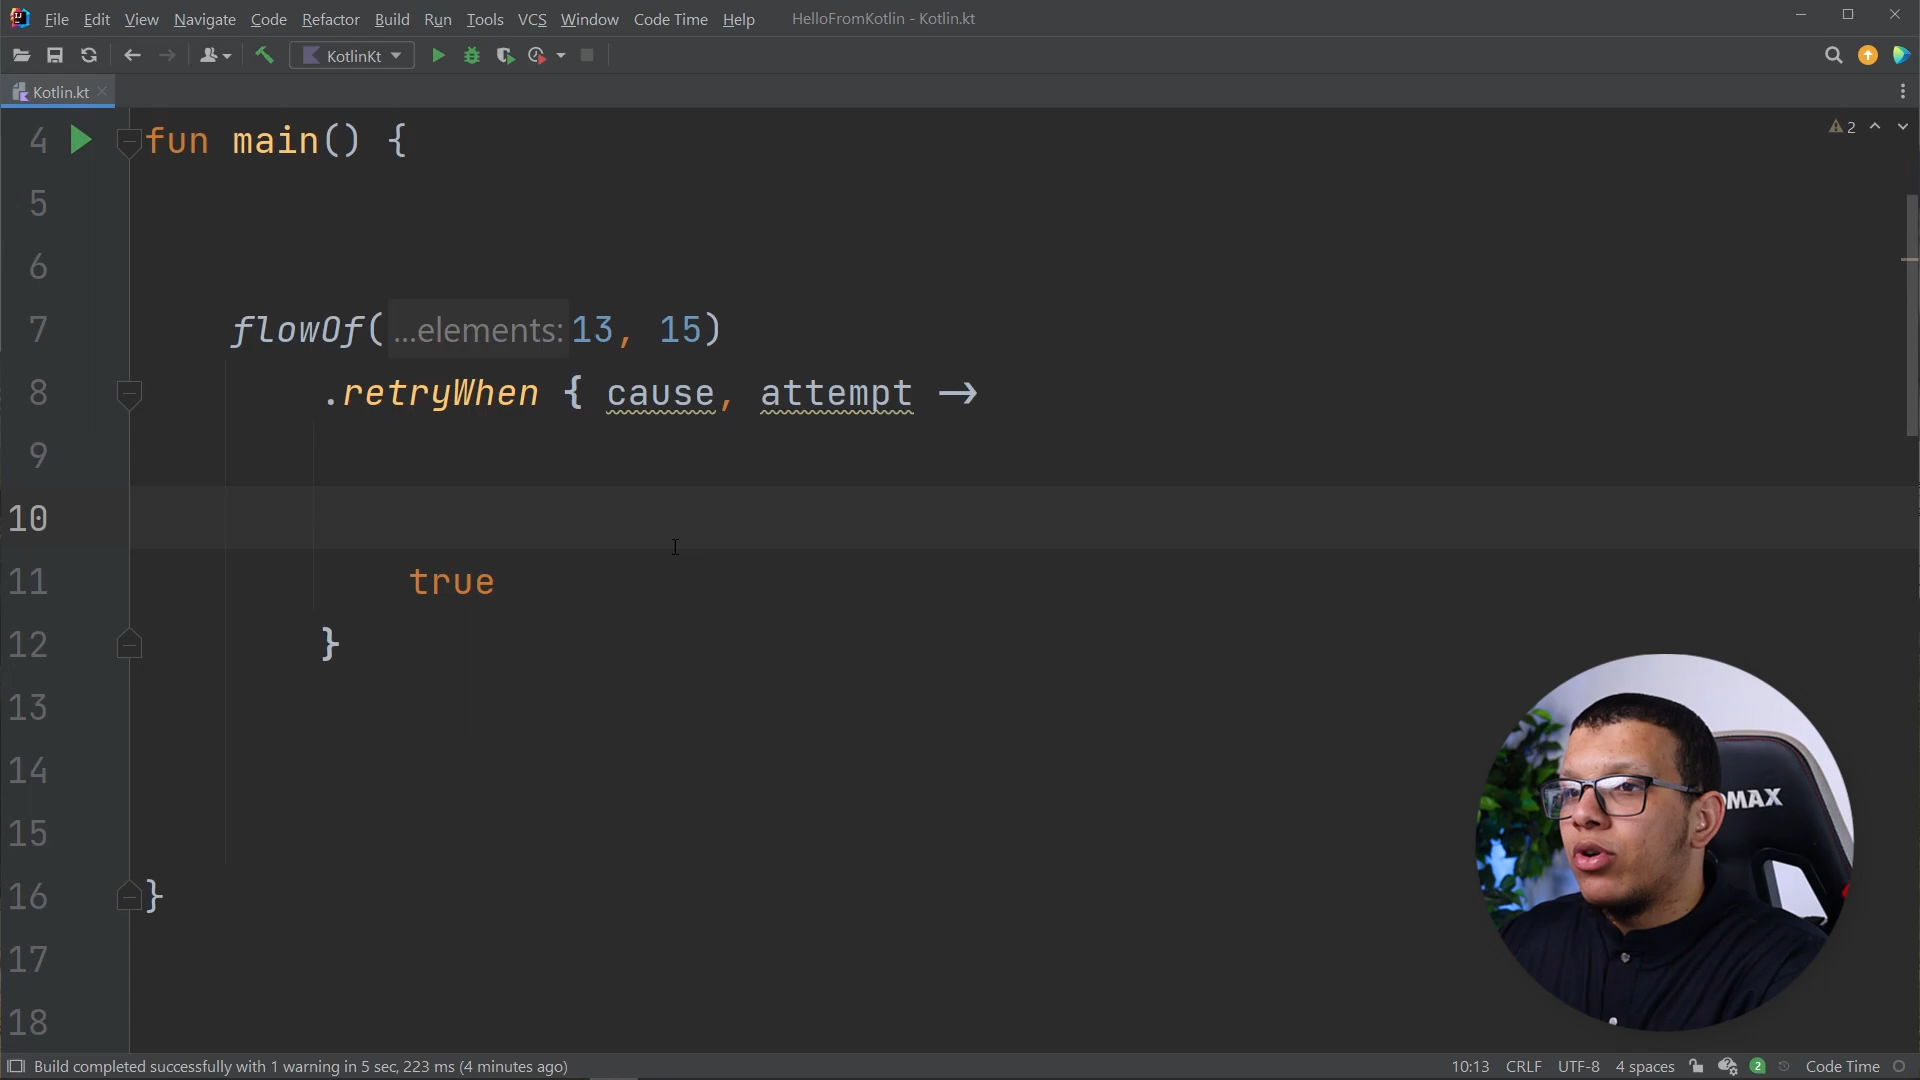 File Edit View Navigate Code Refactor Build Run Tools VCS Window Code Time Help HelloFromKotlin - Kotlin.kt
KotlinKt
Kotlin.kt
2
4 fun main() {
5
6
7 flowOf(...elements: 13, 15)
8 .retryWhen { cause, attempt →
9
10
11 true
12 }
13
14
15
16 }
17
18
MAX
Build completed successfully with 1 warning in 5 sec, 223 ms (4 minutes ago) 10:13 CRLF UTF-8 4 spaces 2 Code Time